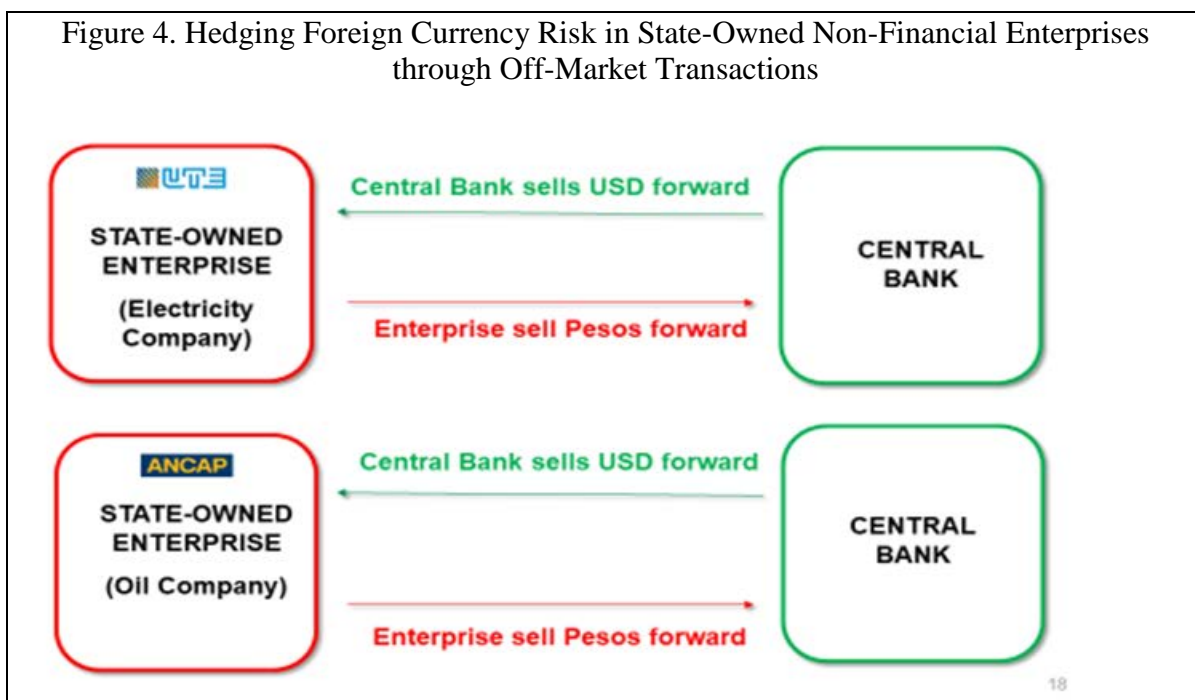 Figure 4. Hedging Foreign Currency Risk in State-Owned Non-Financial Enterprises
through Off-Market Transactions
UTE
STATE-OWNED
ENTERPRISE
(Electricity
Company)
Central Bank sells USD forward
Enterprise sell Pesos forward
CENTRAL
BANK
ANCAP
STATE-OWNED
ENTERPRISE
(Oil Company)
Central Bank sells USD forward
Enterprise sell Pesos forward
CENTRAL
BANK
18